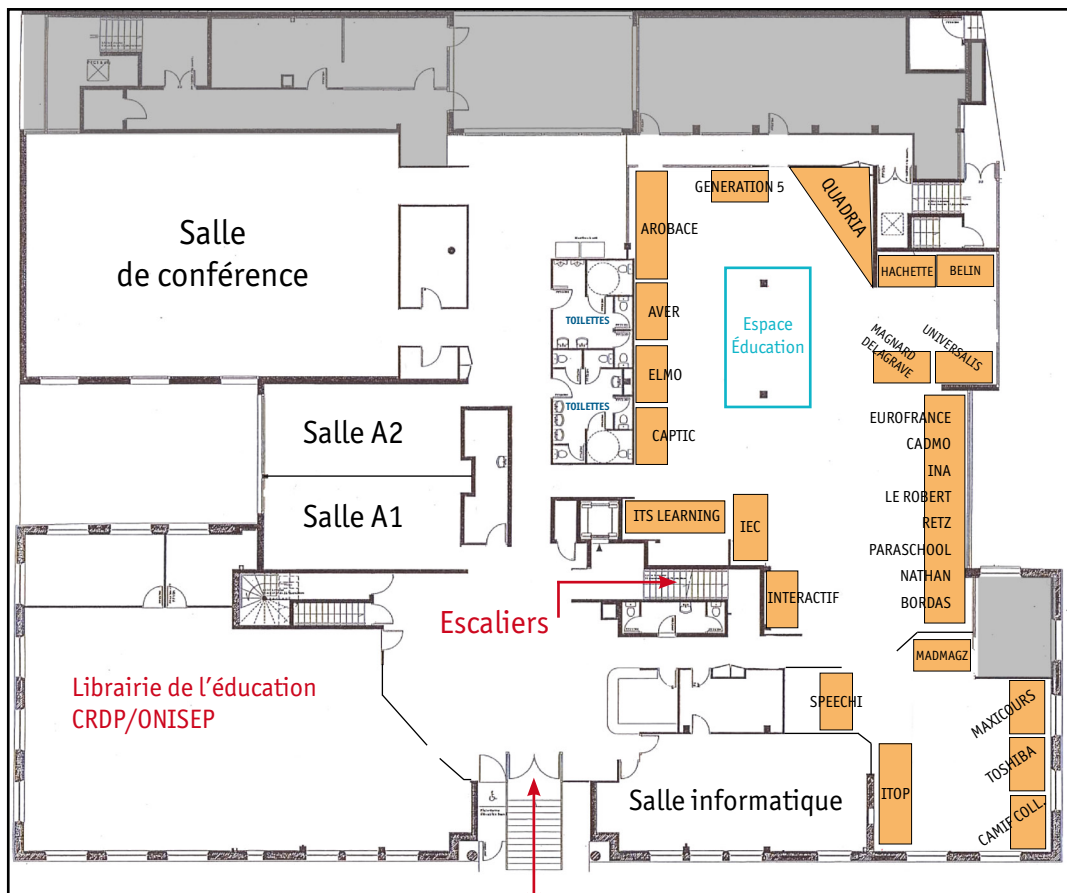 GENERATION 5
QUADRIA
AROBACE
Salle
de conférence
HACHETTE
BELIN
AVER
TOILETTES
Espace
Éducation
MAGNARD
DELAGRAVE
UNIVERSALIS
ELMO
TOILETTES
CAPTIC
Salle A2
EUROFRANCE
CADMO
INA
LE ROBERT
RETZ
PARASCHOOL
NATHAN
BORDAS
Salle A1
ITS LEARNING
IEC
INTERACTIF
Escaliers
MADMAGZ
Librairie de l’éducation
CRDP/ONISEP
SPEECHI
MAXICOURS
TOSHIBA
ITOP
Salle informatique
CAMIF COLL.